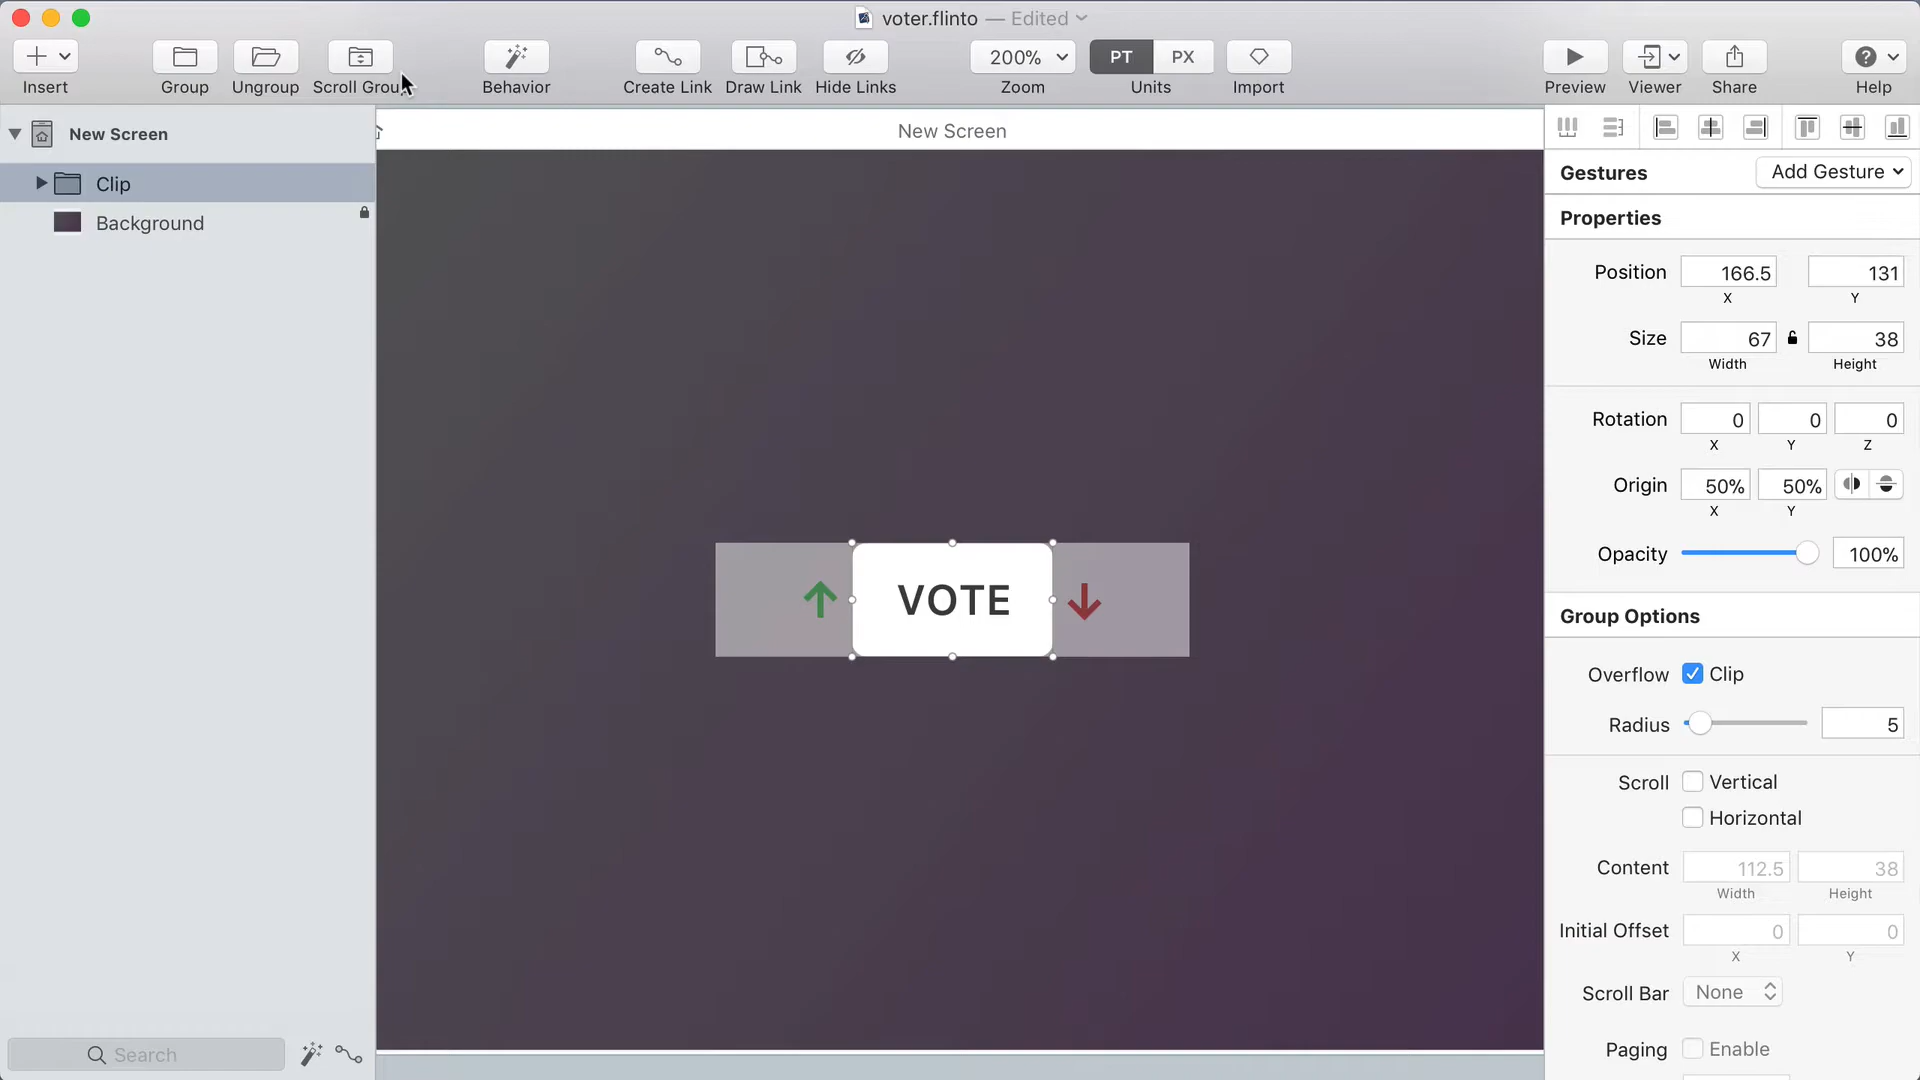 voter.flinto — Edited
200%
PT
PX
Insert
Group
Ungroup
Scroll Group
Behavior
Create Link
Draw Link
Hide Links
Zoom
Units
Import
Preview
Viewer
Share
Help
New Screen
Clip
Background
Search
New Screen
VOTE
Gestures
Add Gesture
Properties
Position 166.5 131
X Y
Size 67 38
Width Height
Rotation 0 0 0
X Y Z
Origin 50% 50%
X Y
Opacity 100%
Group Options
Overflow Clip
Radius 5
Scroll Vertical
Horizontal
Content 112.5 38
Width Height
Initial Offset 0 0
X Y
Scroll Bar None
Paging Enable